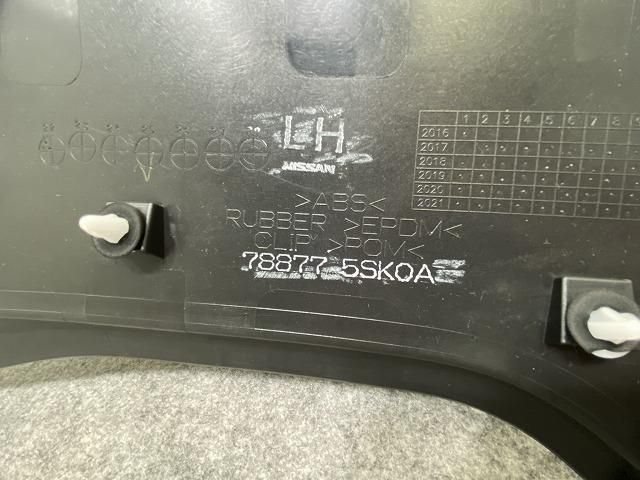 LH
NISSAN
1 2 3 4 5 6 7 8 9
2016
2017
2018
2019
2020
2021
>ABS<
RUBBER >EPDM<
CLIP >POM<
78877 5SK0A